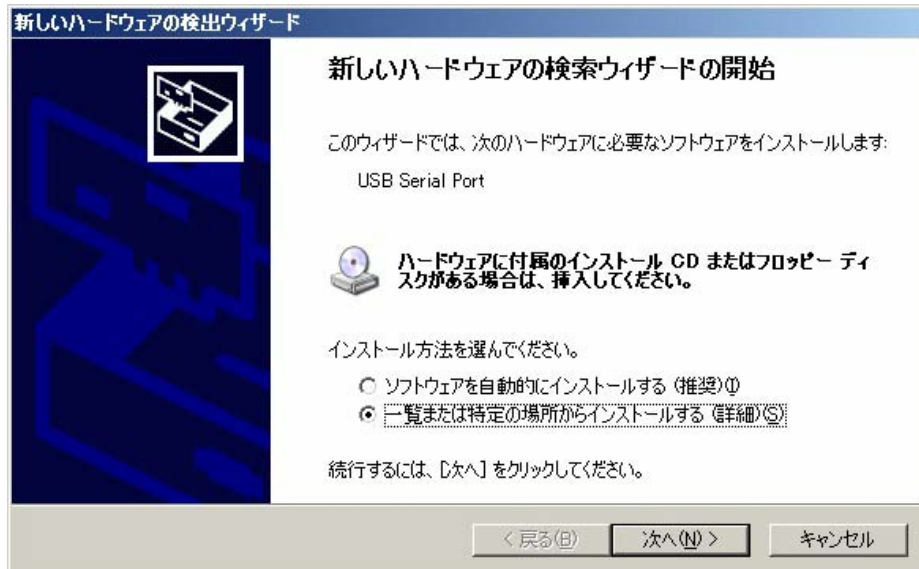 新しいハードウェアの検出ウィザード
新しいハードウェアの検索ウィザードの開始
このウィザードでは、次のハードウェアに必要なソフトウェアをインストールします:
USB Serial Port
ハードウェアに付属のインストール CD またはフロッピー ディ
スクがある場合は、挿入してください。
インストール方法を選んでください。
ソフトウェアを自動的にインストールする (推奨)(I)
一覧または特定の場所からインストールする (詳細)(S)
続行するには、[次へ] をクリックしてください。
< 戻る(B) 次へ(N) > キャンセル